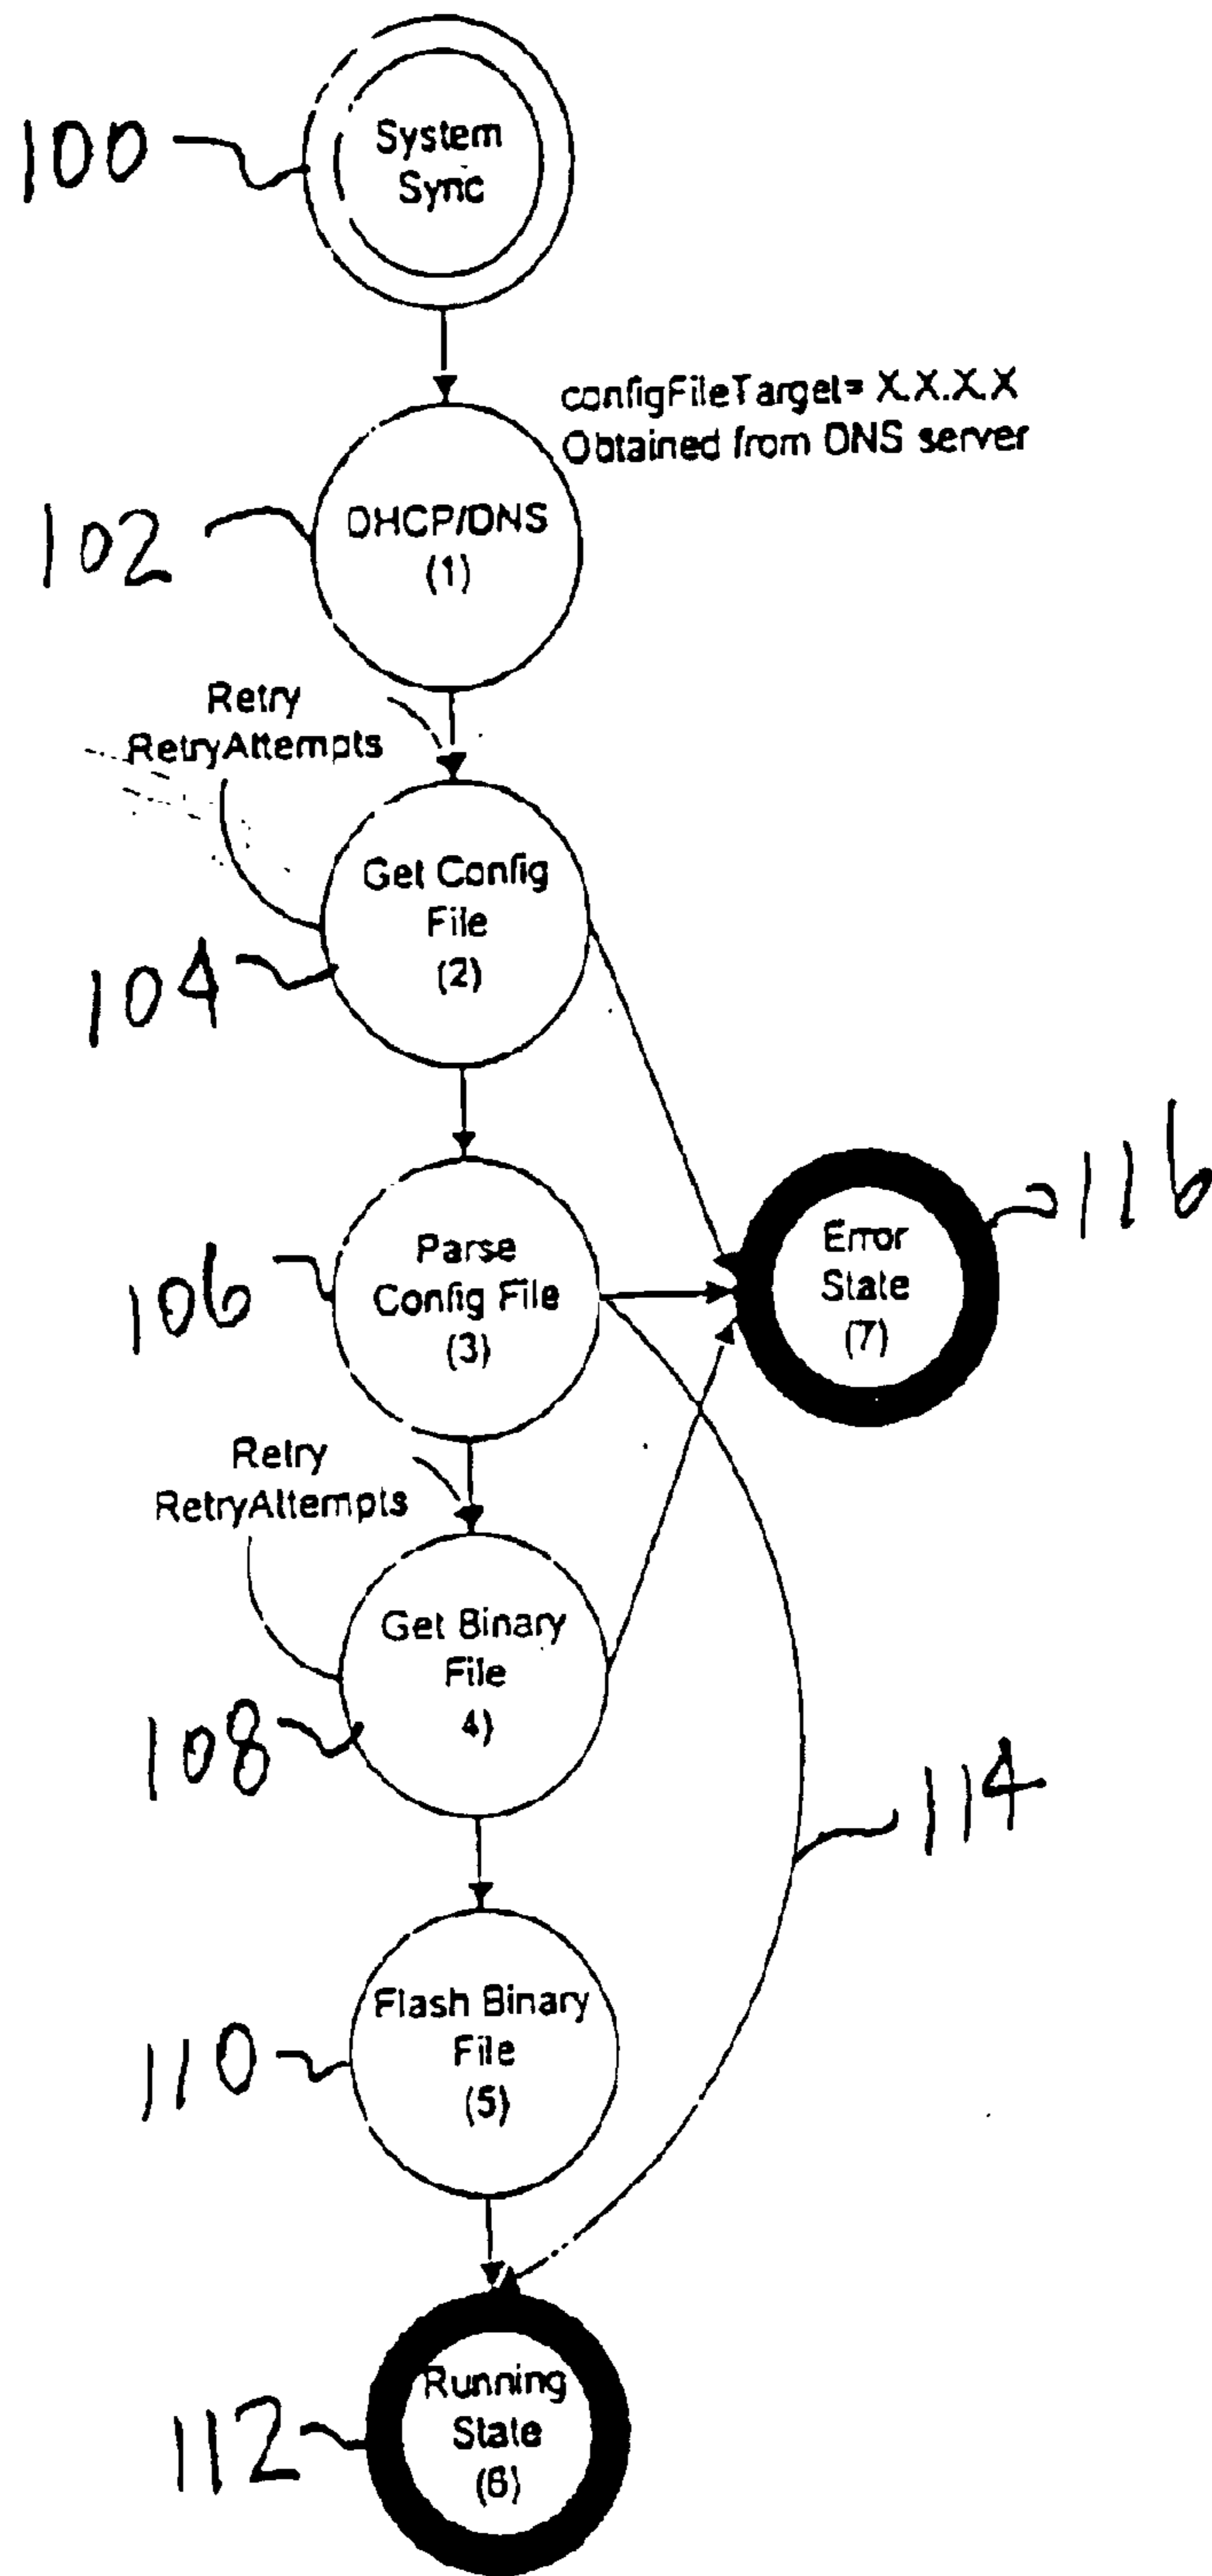 System
Sync
100
configFileTarget= X.X.X.X
Obtained from DNS server
DHCP/DNS
(1)
102
Retry
RetryAttempts
Get Config
File
(2)
104
116
Error
State
(7)
Parse
Config File
(3)
106
Retry
RetryAttempts
Get Binary
File
4)
108
114
Flash Binary
File
(5)
110
Running
State
(6)
112